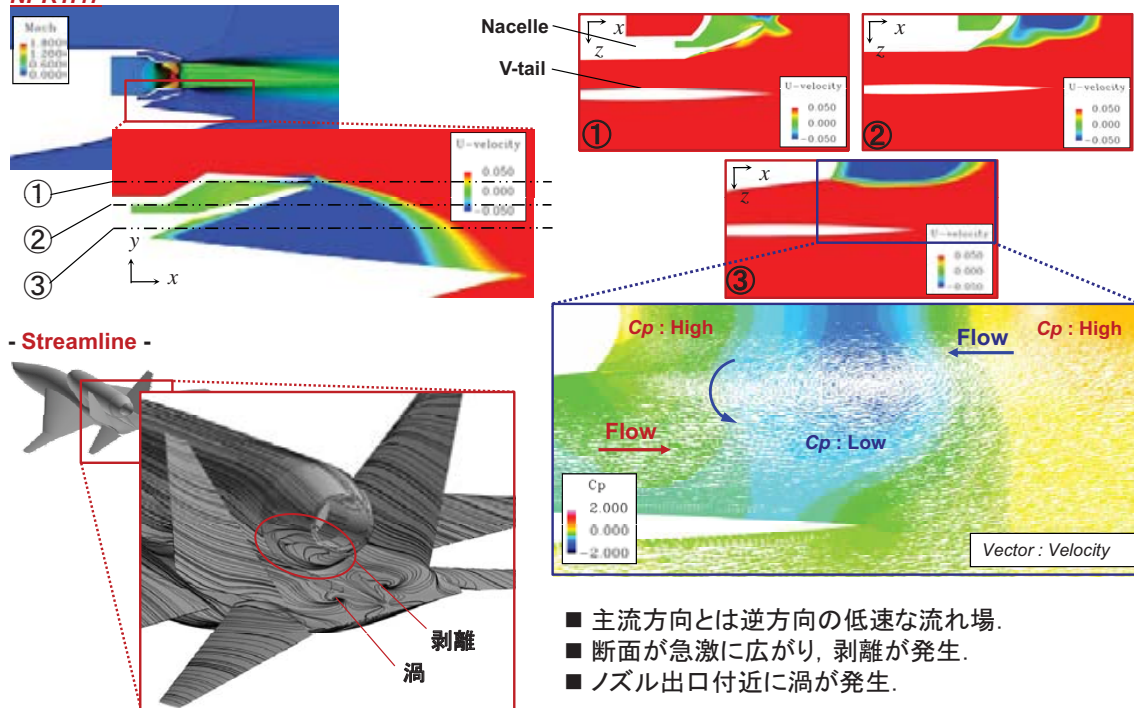 Mach
1.800
1.200
0.600
0.000
U-velocity
0.050
0.000
-0.050
①
②
③
y
x
Nacelle
V-tail
x
z
U-velocity
0.050
0.000
-0.050
①
x
z
U-velocity
0.050
0.000
-0.050
②
x
z
U-velocity
0.050
0.000
-0.050
③
- Streamline -
剥離
渦
Cp : High
Cp : High
Flow
Flow
Cp : Low
Cp
2.000
0.000
-2.000
Vector : Velocity
■ 主流方向とは逆方向の低速な流れ場.
■ 断面が急激に広がり, 剥離が発生.
■ ノズル出口付近に渦が発生.